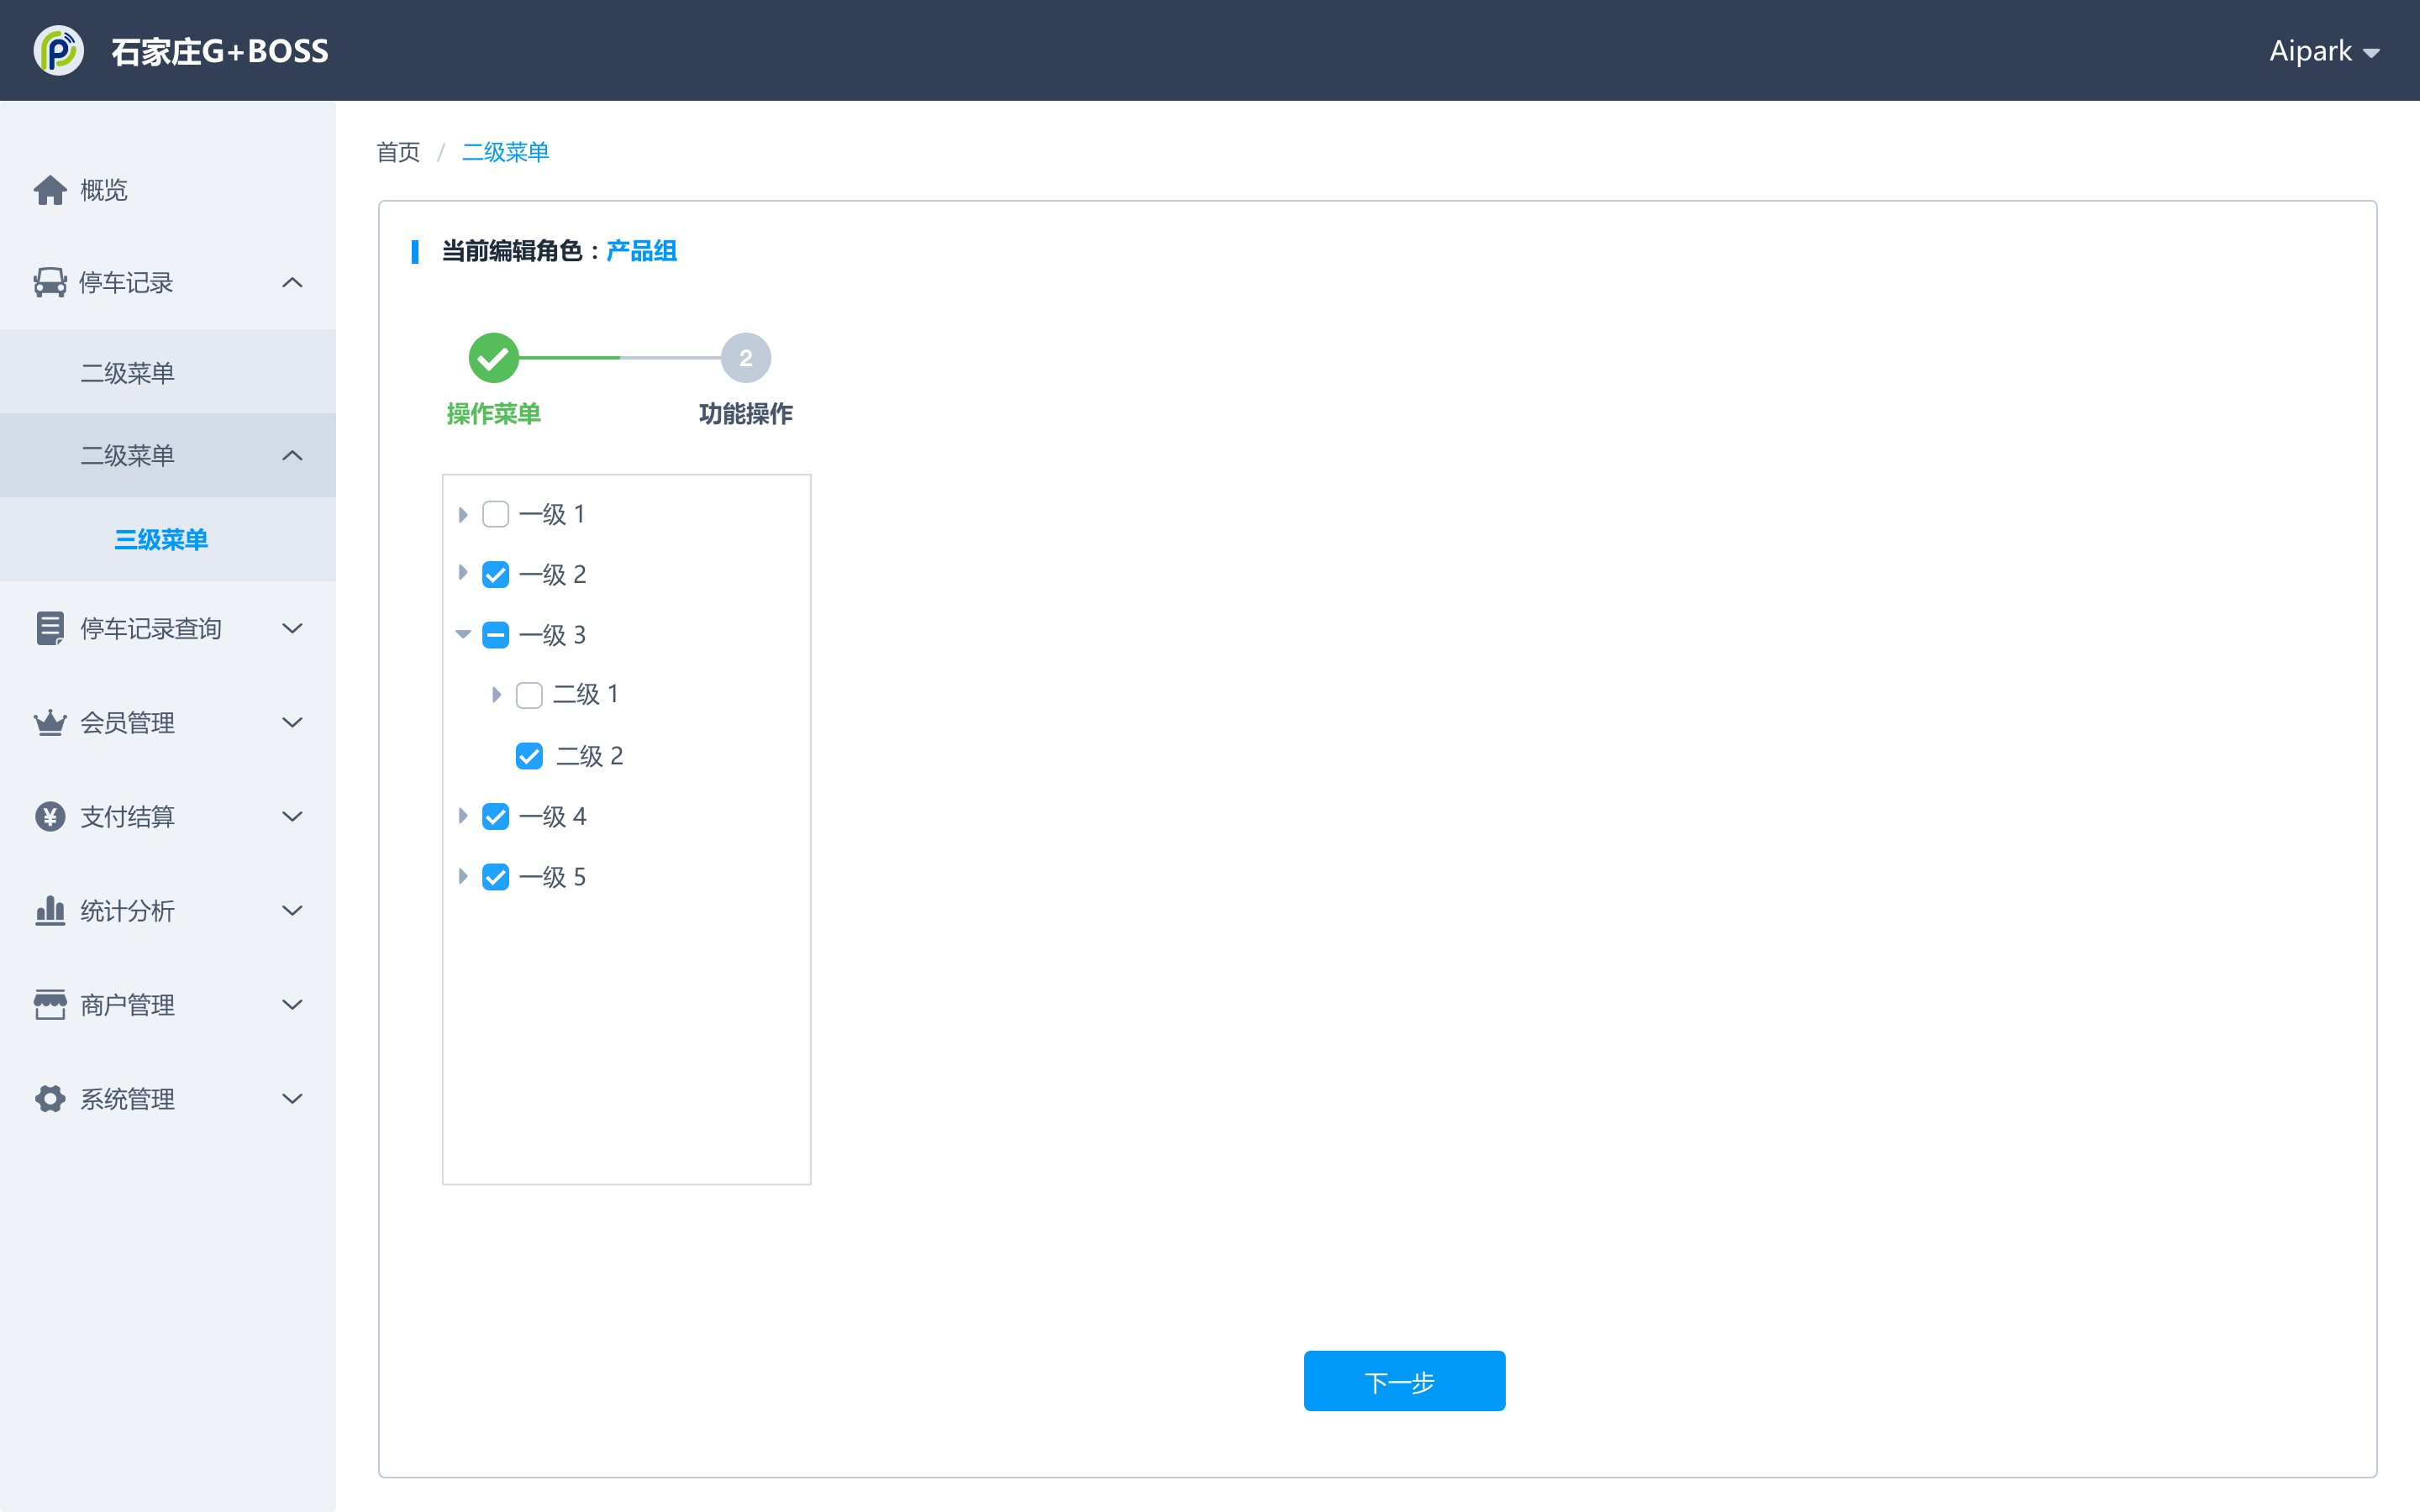 石家庄G+BOSS
Aipark
首页 / 二级菜单
概览
停车记录
二级菜单
二级菜单
三级菜单
停车记录查询
会员管理
支付结算
统计分析
商户管理
系统管理
当前编辑角色：产品组
2
操作菜单
功能操作
一级 1
一级 2
一级 3
二级 1
二级 2
一级 4
一级 5
下一步